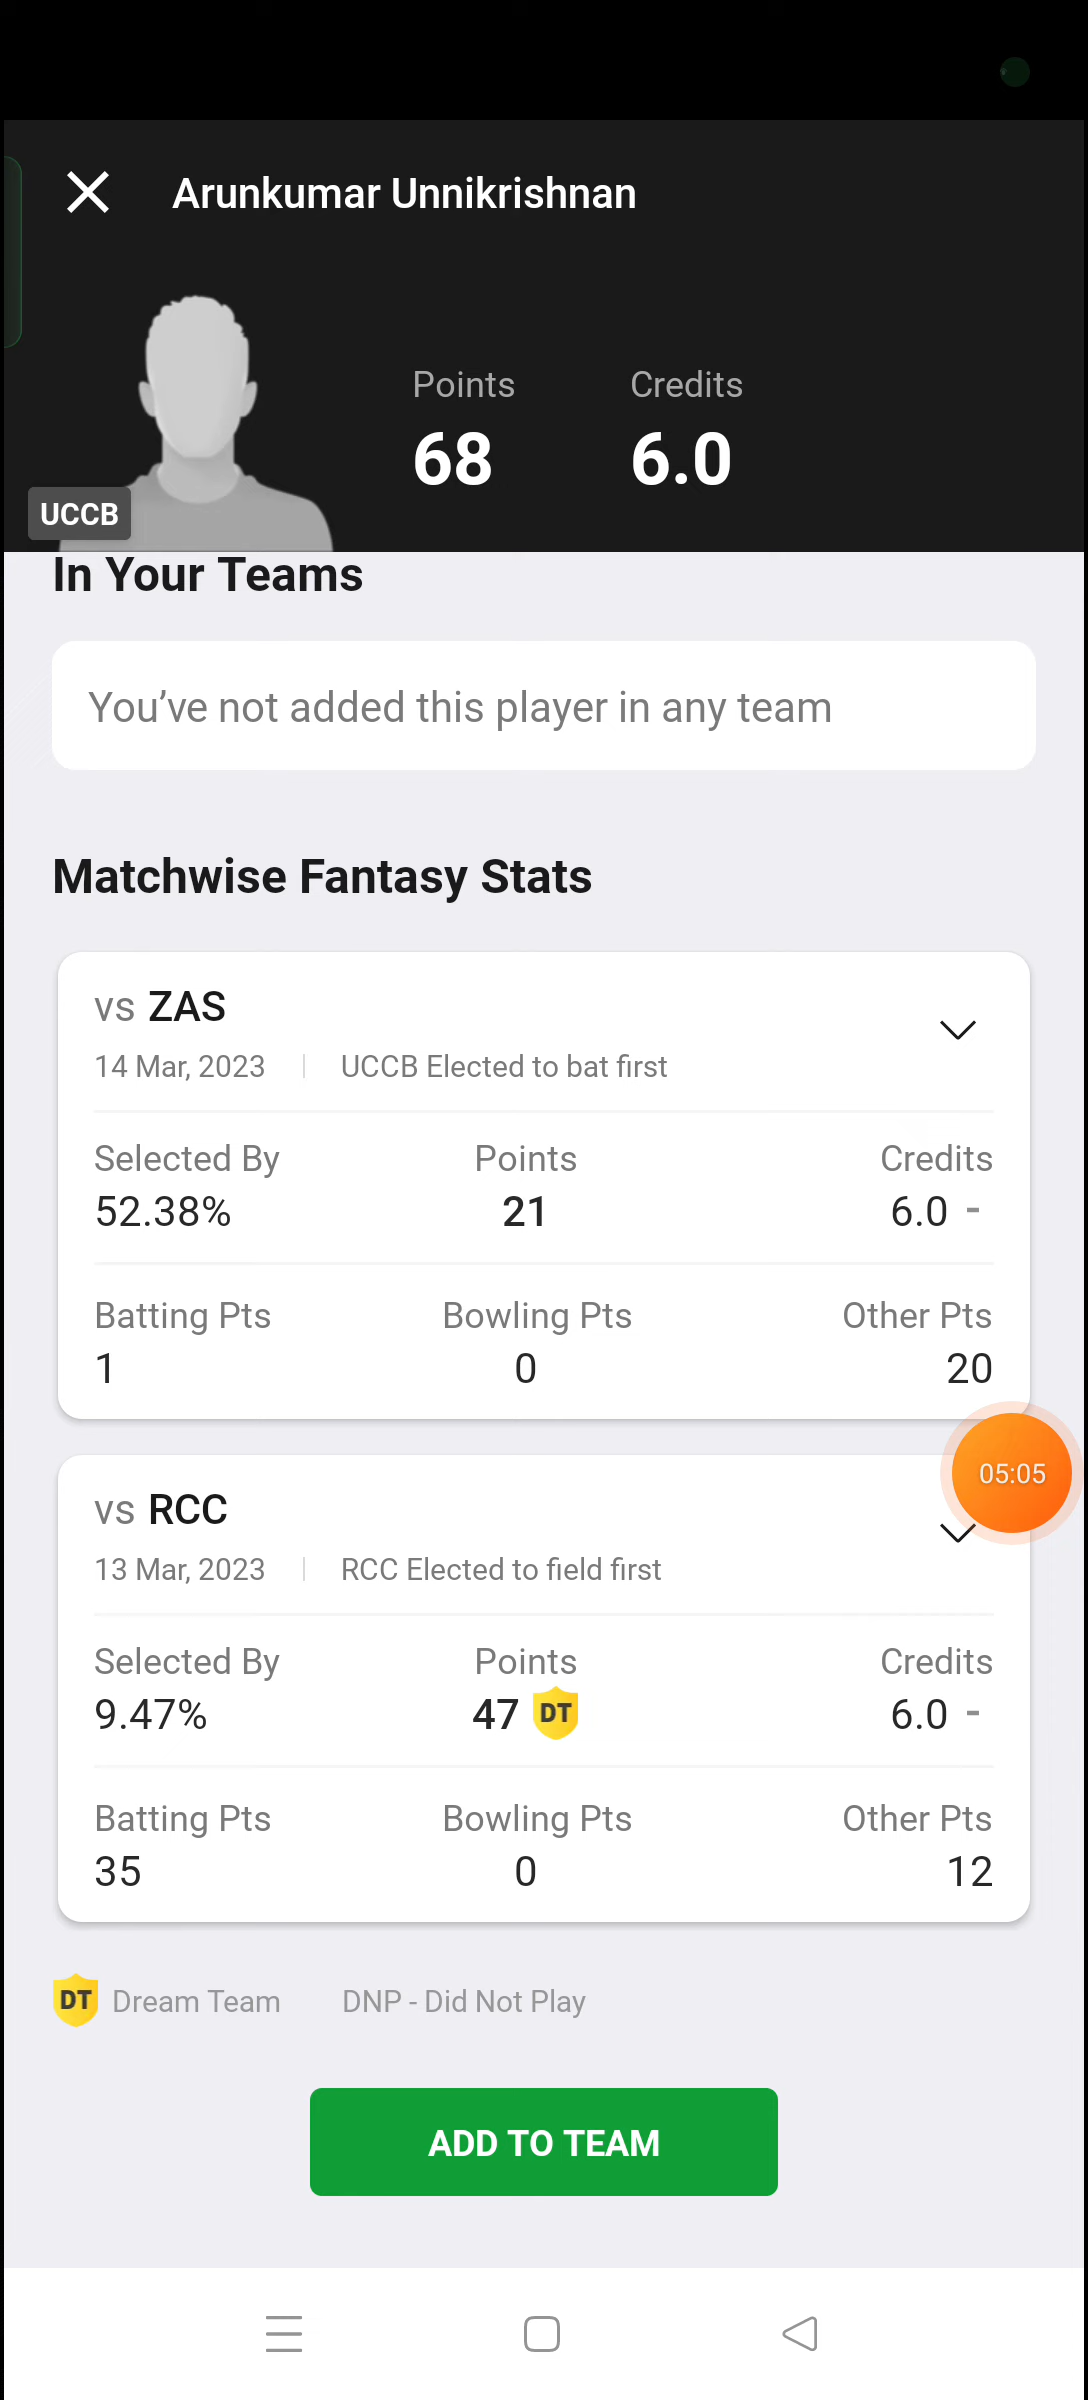 Arunkumar Unnikrishnan
Points Credits
68 6.0
UCCB
In Your Teams
You’ve not added this player in any team
Matchwise Fantasy Stats
vs ZAS
14 Mar, 2023 | UCCB Elected to bat first
Selected By Points Credits
52.38% 21 6.0 -
Batting Pts Bowling Pts Other Pts
1 0 20
05:05
vs RCC
13 Mar, 2023 | RCC Elected to field first
Selected By Points Credits
9.47% 47 DT 6.0 -
Batting Pts Bowling Pts Other Pts
35 0 12
DT Dream Team DNP - Did Not Play
ADD TO TEAM